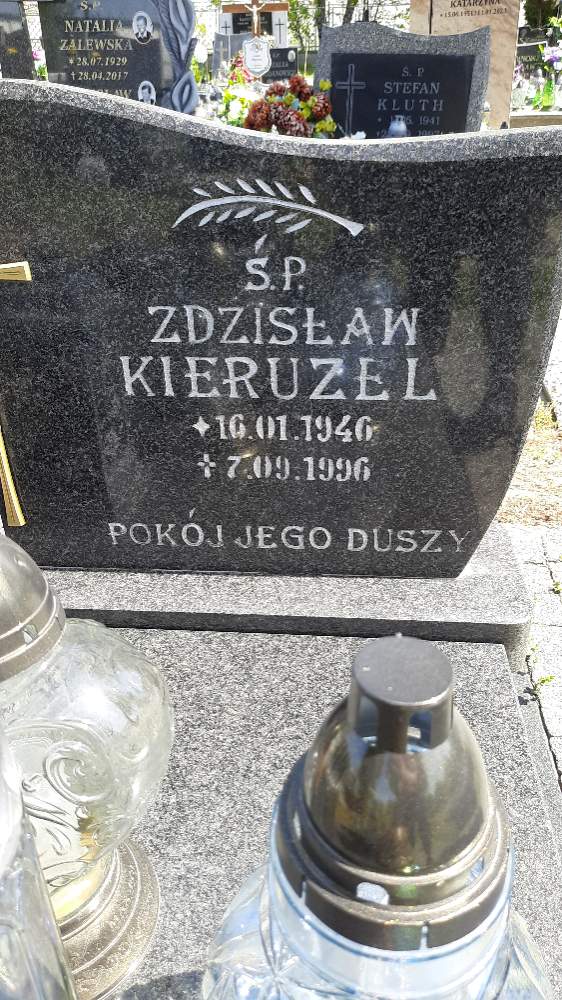 Ś.P.
NATALIA
ZALEWSKA
* 28.07.1929
† 28.04.2017
KATARZYNA
Ś. P.
STEFAN
KLUTH
Ś.P.
ZDZISŁAW
KIERUZEL
16.01.1946
† 7.09.1996
POKÓJ JEGO DUSZY